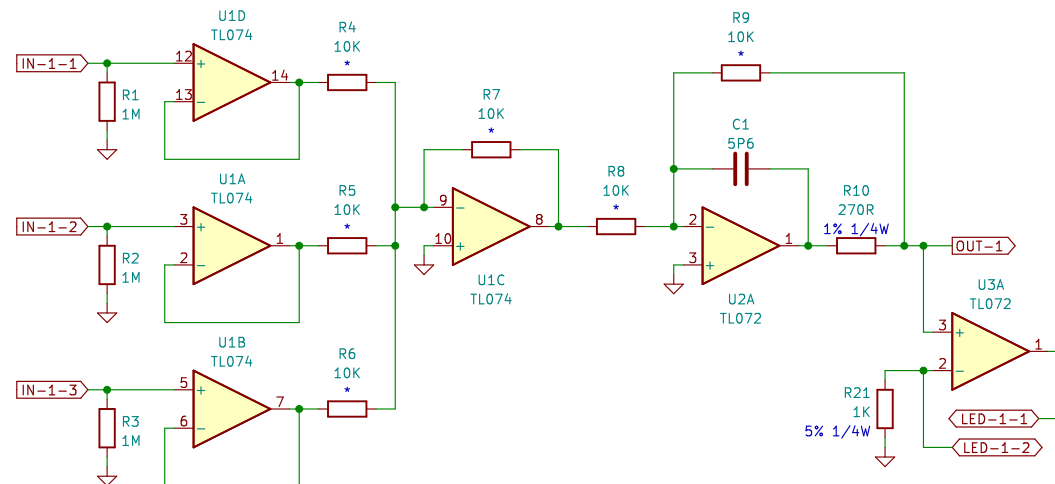 U1D
TL074
IN-1-1
12
+
13
−
14
R1
1M
R4
10K
*
U1A
TL074
IN-1-2
3
+
2
−
1
R2
1M
R5
10K
*
U1B
TL074
IN-1-3
5
+
6
−
7
R3
1M
R6
10K
*
R7
10K
*
9
−
10
+
8
U1C
TL074
R8
10K
*
R9
10K
*
C1
5P6
2
−
3
+
1
U2A
TL072
R10
270R
1% 1/4W
OUT-1
U3A
TL072
3
+
2
−
1
R21
1K
5% 1/4W
LED-1-1
LED-1-2